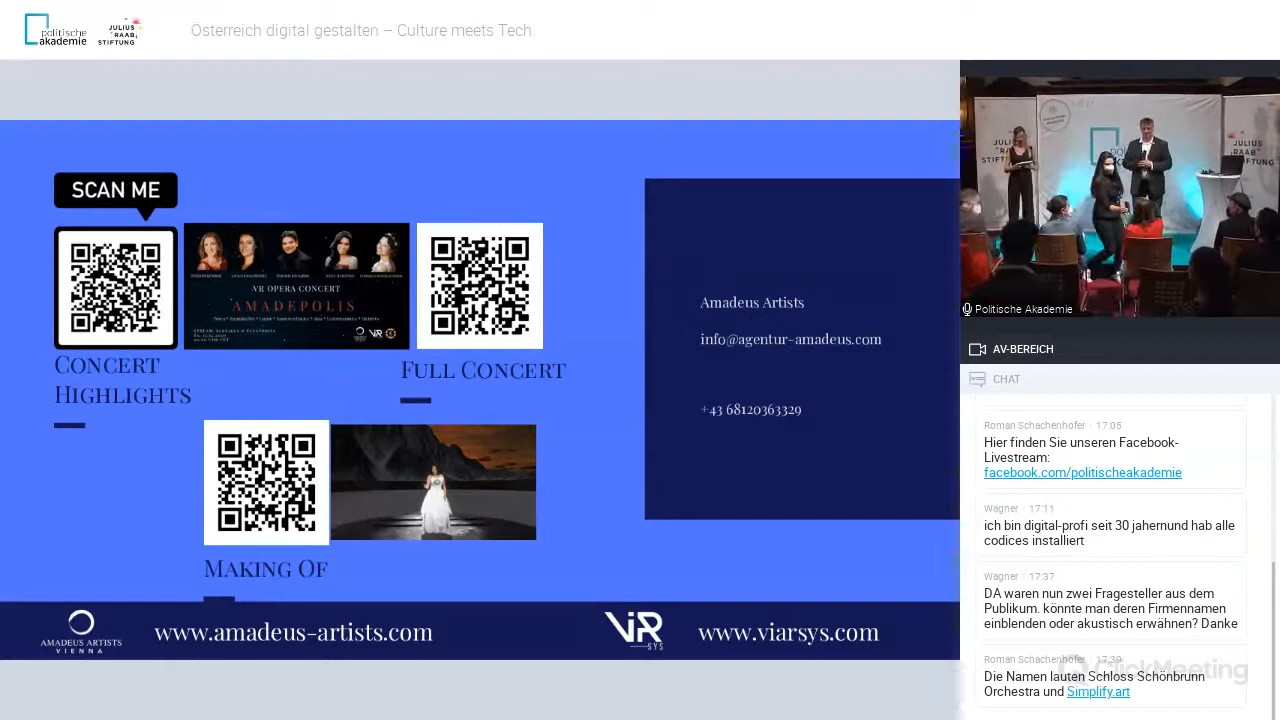 politische
akademie
JULIUS
RAAB
STIFTUNG
Österreich digital gestalten – Culture meets Tech.
SCAN ME
VR OPERA CONCERT
AMADEPOLIS
CONCERT
HIGHLIGHTS
FULL CONCERT
MAKING OF
Amadeus Artists
info@agentur-amadeus.com
+43 68120363329
AMADEUS ARTISTS
VIENNA
www.amadeus-artists.com
VIR
SYS
www.viarsys.com
JULIUS
RAAB
STIFTUNG
Politische Akademie
AV-BEREICH
CHAT
Roman Schachenhofer 17:05
Hier finden Sie unseren Facebook-
Livestream:
facebook.com/politischeakademie
Wagner 17:11
ich bin digital-profi seit 30 jahernund hab alle
codices installiert
Wagner 17:37
DA waren nun zwei Fragesteller aus dem
Publikum. könnte man deren Firmennamen
einblenden oder akustisch erwähnen? Danke
Roman Schachenhofer 17:39
ClickMeeting
Die Namen lauten Schloss Schönbrunn
Orchestra und Simplify.art